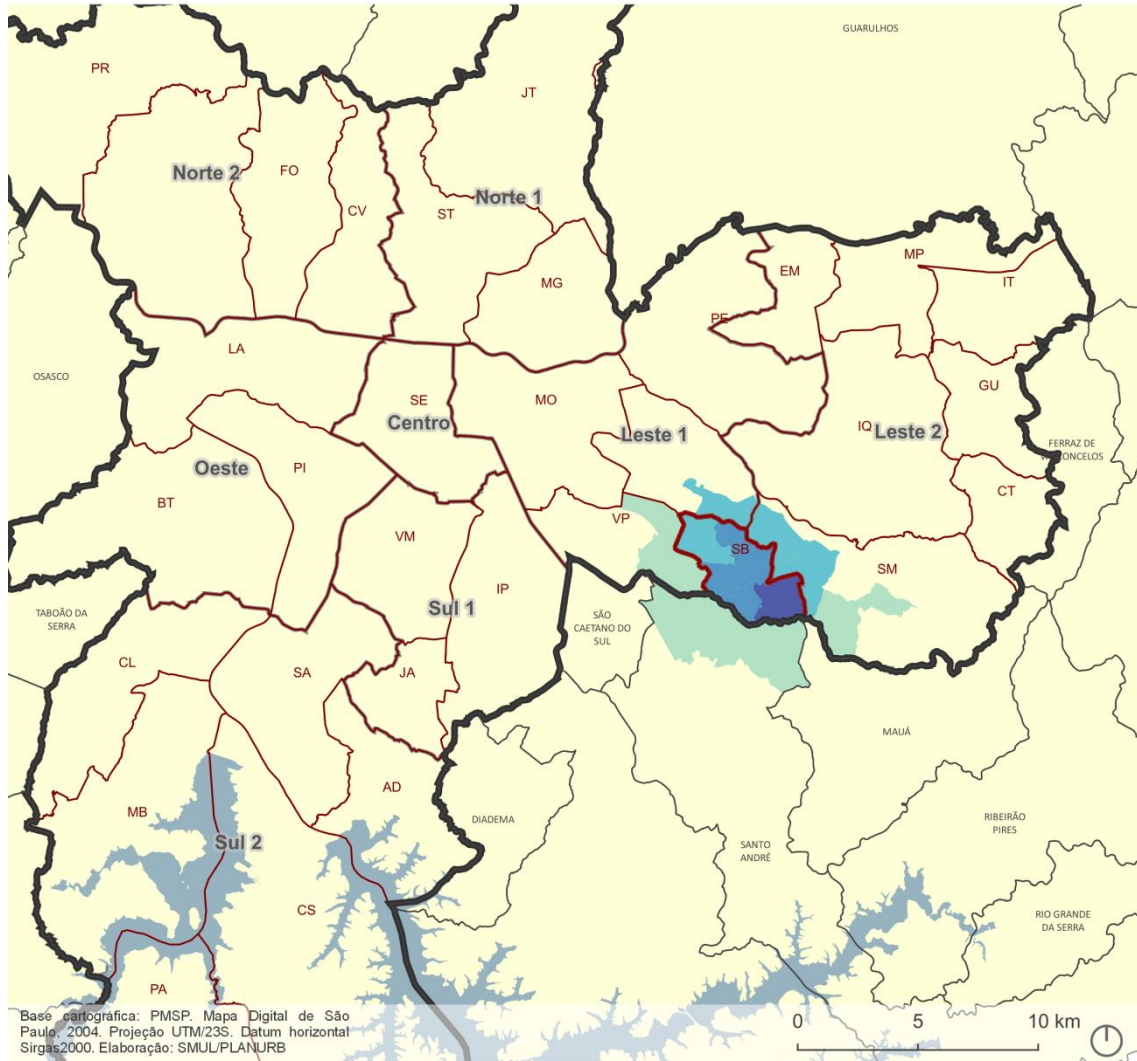 GUARULHOS
PR
JT
Norte 2
FO
Norte 1
CV
ST
MP
EM
IT
MG
PE
LA
OSASCO
GU
SE
MO
Centro
IQ
Leste 1
Leste 2
FERRAZ DE
VASCONCELOS
Oeste
PI
CT
BT
VP
VM
SB
SM
IP
TABOÃO DA
SERRA
SÃO
CAETANO DO
SUL
Sul 1
CL
SA
JA
MAUÁ
AD
MB
DIADEMA
RIBEIRÃO
PIRES
Sul 2
SANTO
ANDRÉ
CS
RIO GRANDE
DA SERRA
PA
Base cartográfica: PMSP. Mapa Digital de São
Paulo, 2004. Projeção UTM/23S. Datum horizontal
Sirgas2000. Elaboração: SMUL/PLANURB
0 5 10 km